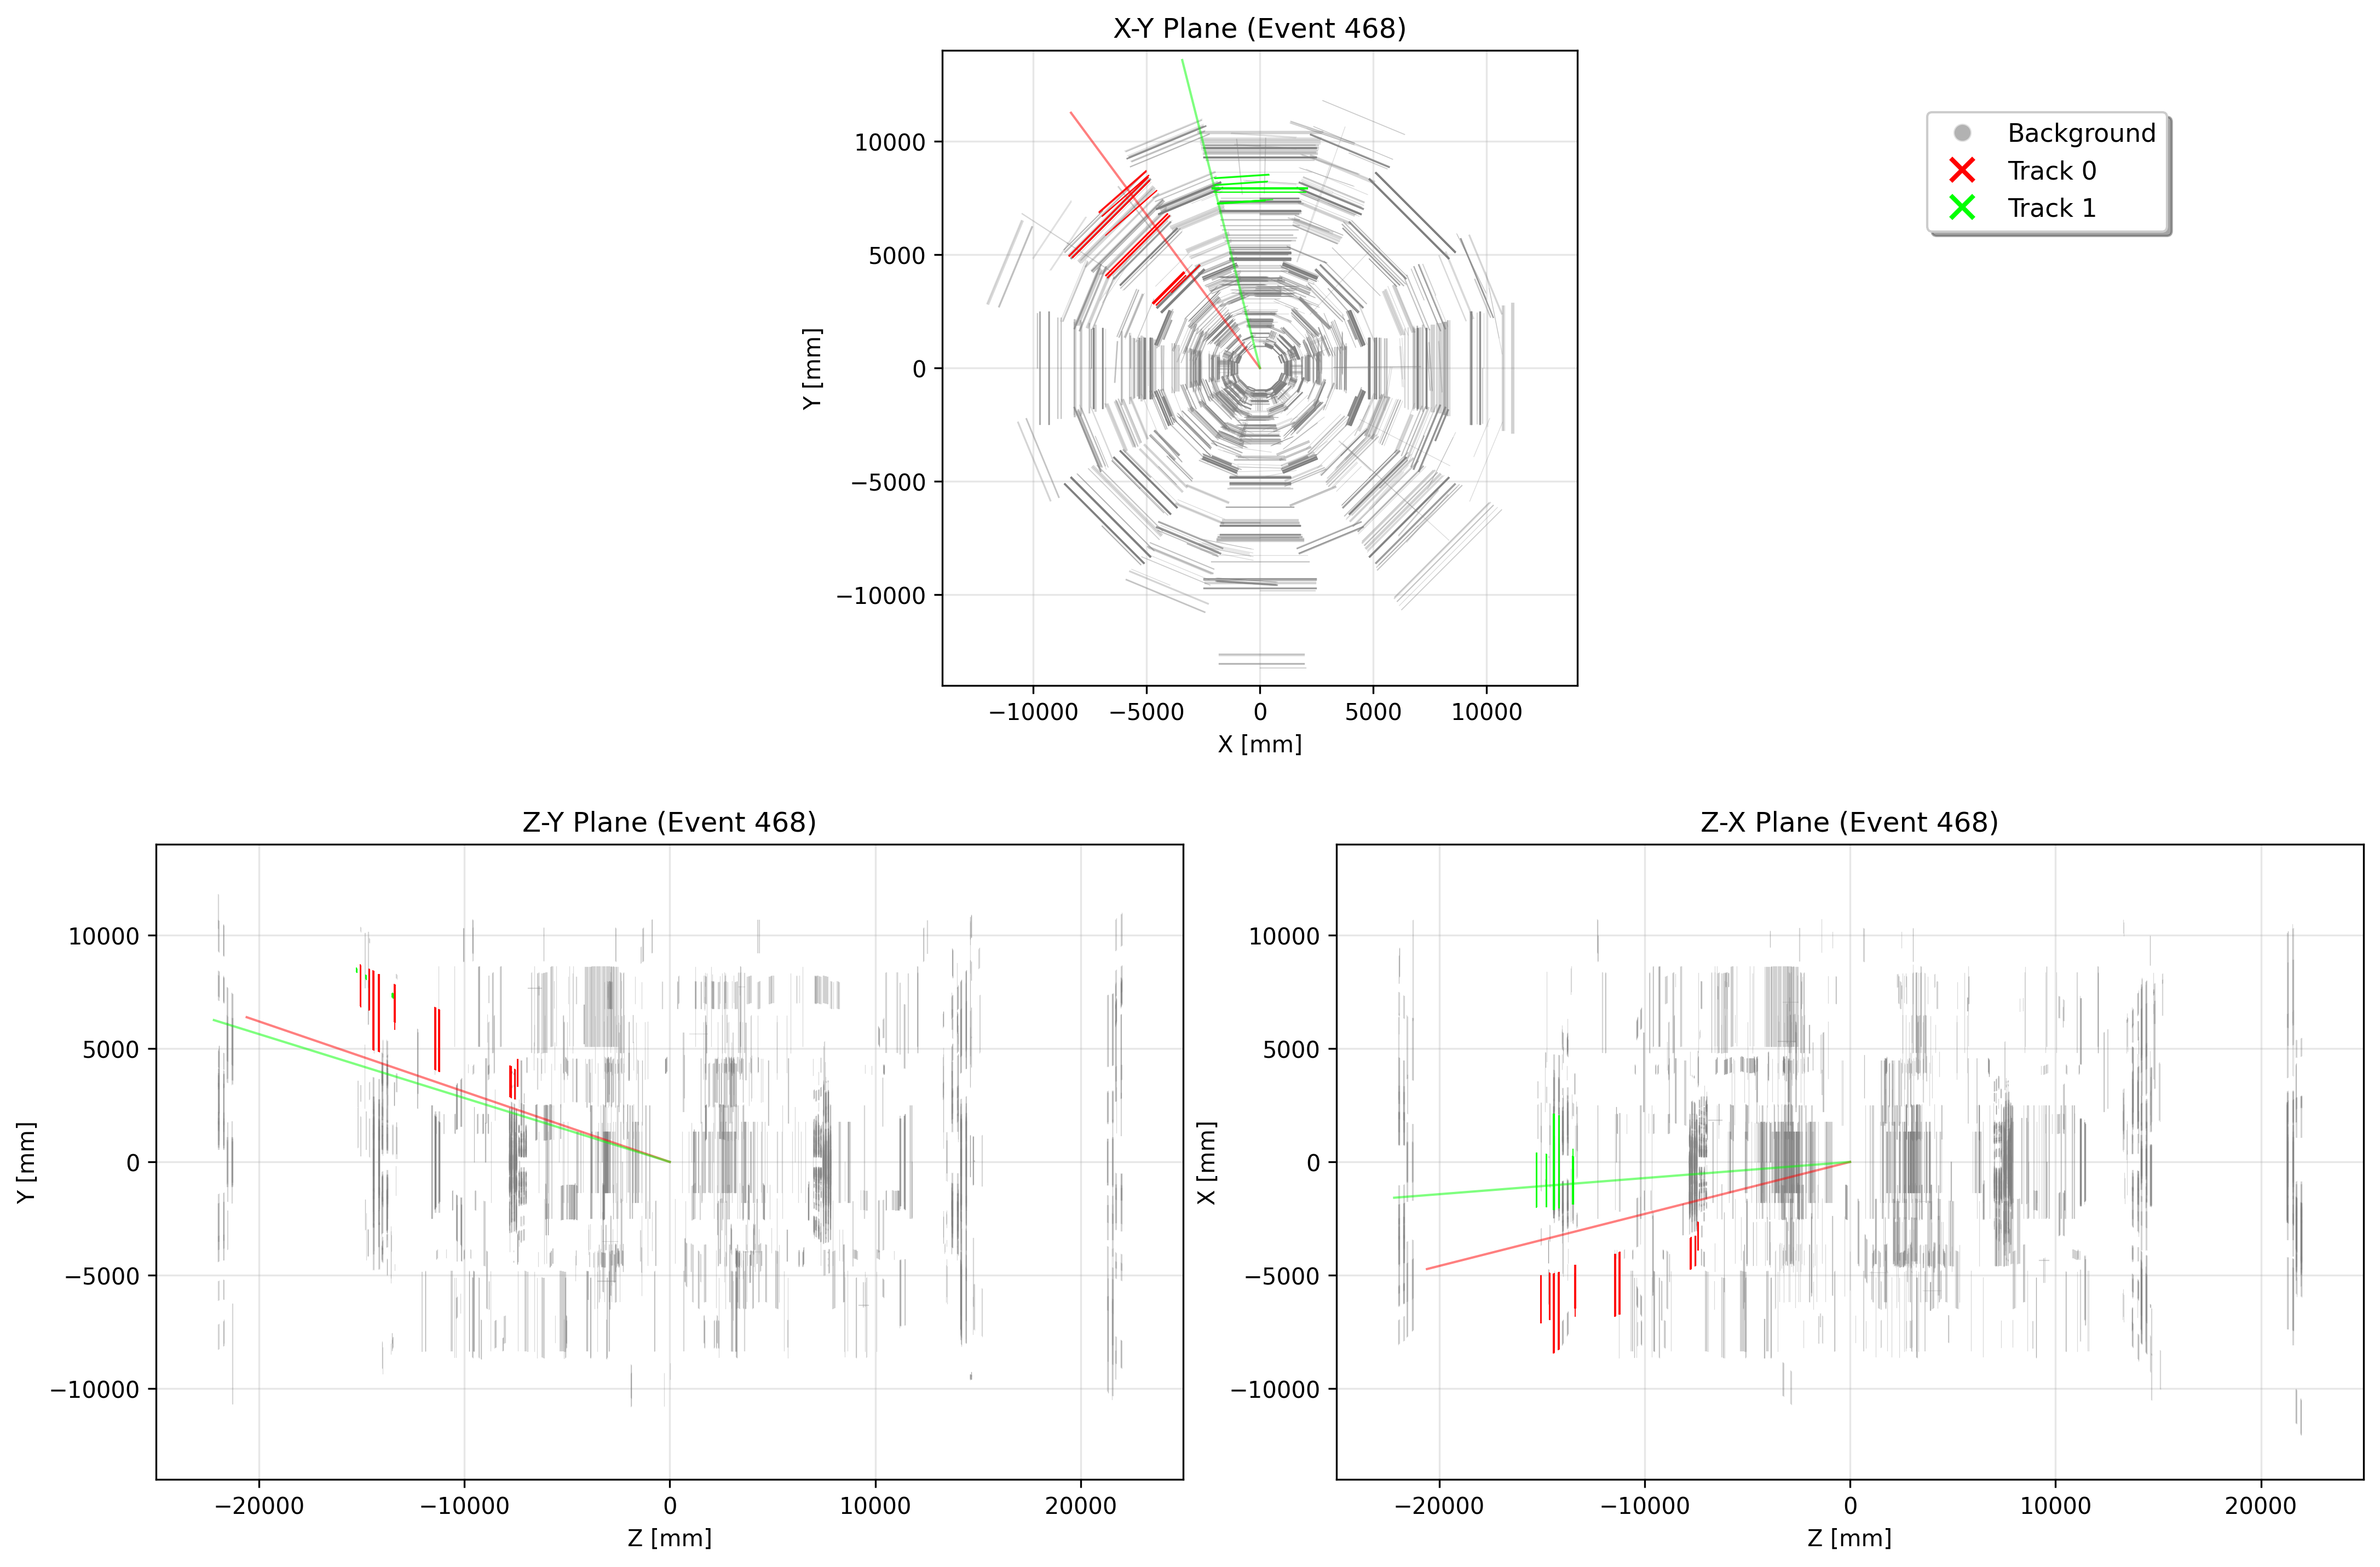 X-Y Plane (Event 468)
Background
Track 0
Track 1
10000
5000
0
−5000
−10000
Y [mm]
−10000 −5000 0 5000 10000
X [mm]
Z-Y Plane (Event 468)
10000
5000
0
−5000
−10000
Y [mm]
−20000 −10000 0 10000 20000
Z [mm]
Z-X Plane (Event 468)
10000
5000
0
−5000
−10000
X [mm]
−20000 −10000 0 10000 20000
Z [mm]